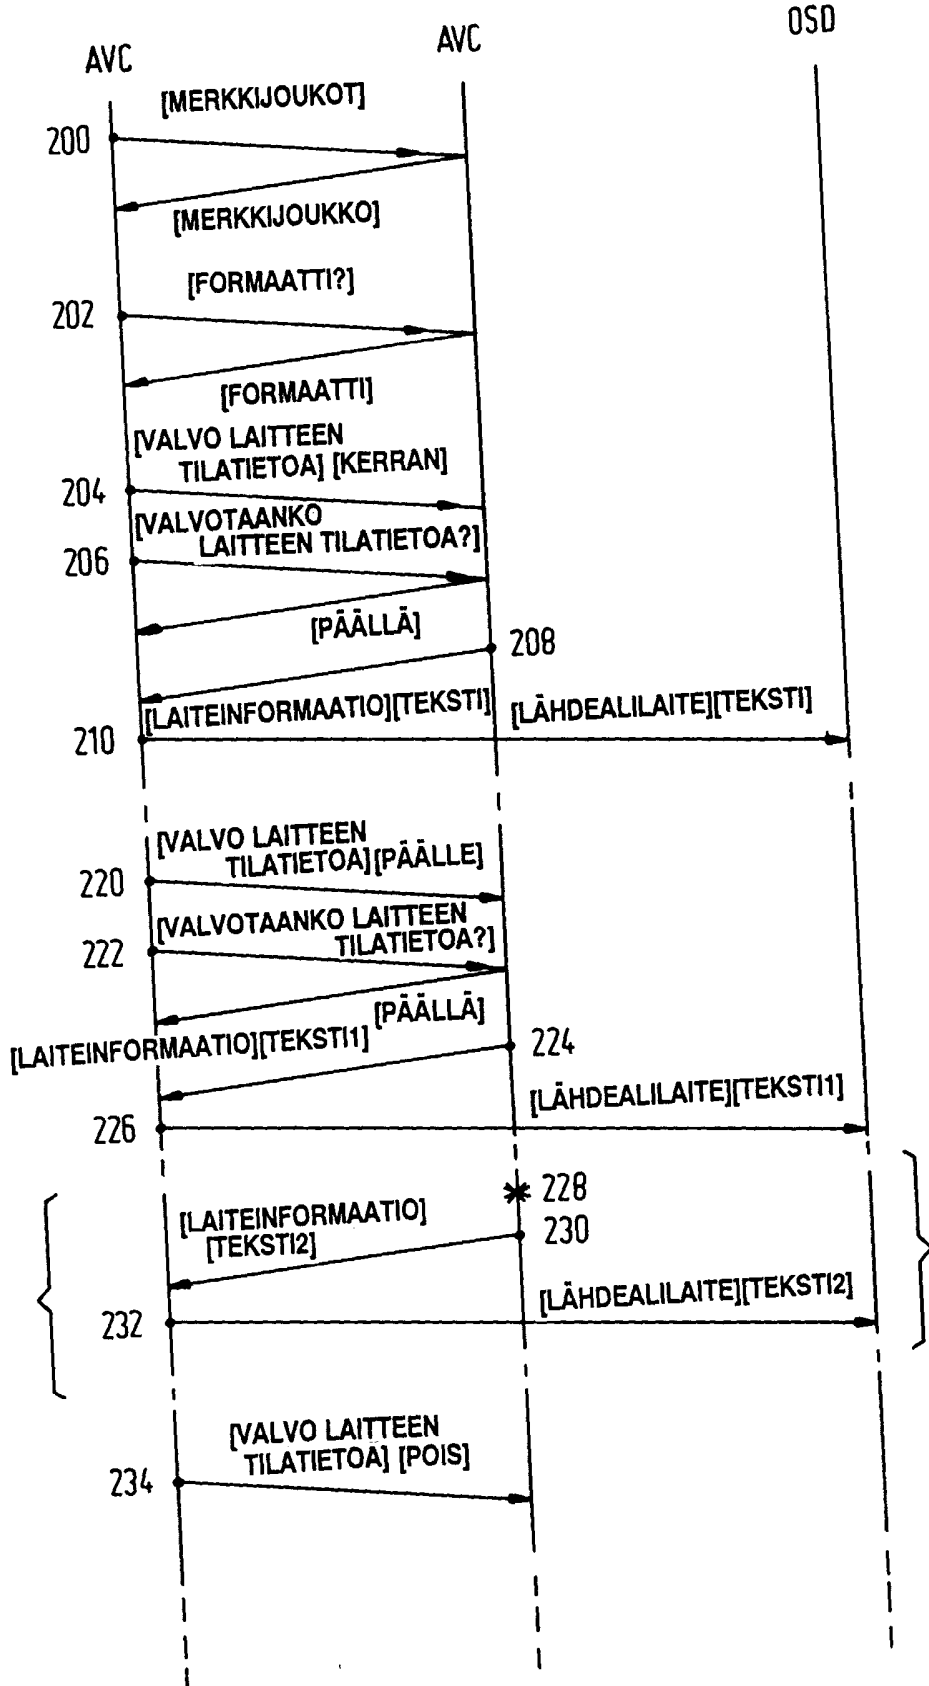 AVC
AVC
OSD
[MERKKIJOUKOT]
200
[MERKKIJOUKKO]
[FORMAATTI?]
202
[FORMAATTI]
[VALVO LAITTEEN
TILATIETOA] [KERRAN]
204
[VALVOTAANKO
LAITTEEN TILATIETOA?]
206
[PÄÄLLÄ]
208
[LAITEINFORMAATIO][TEKSTI]
[LÄHDEALILAITE][TEKSTI]
210
[VALVO LAITTEEN
TILATIETOA][PÄÄLLE]
220
[VALVOTAANKO LAITTEEN
TILATIETOA?]
222
[PÄÄLLÄ]
224
[LAITEINFORMAATIO][TEKSTI1]
[LÄHDEALILAITE][TEKSTI1]
226
228
[LAITEINFORMAATIO]
[TEKSTI2]
230
[LÄHDEALILAITE][TEKSTI2]
232
[VALVO LAITTEEN
TILATIETOA] [POIS]
234